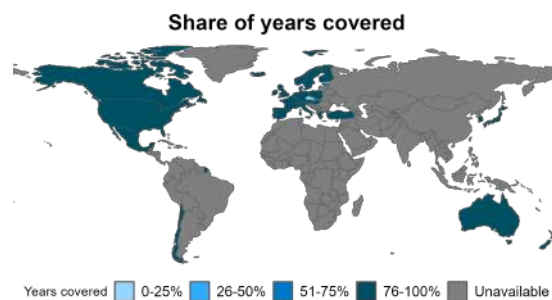 Share of years covered
Years covered 0-25% 26-50% 51-75% 76-100% Unavailable